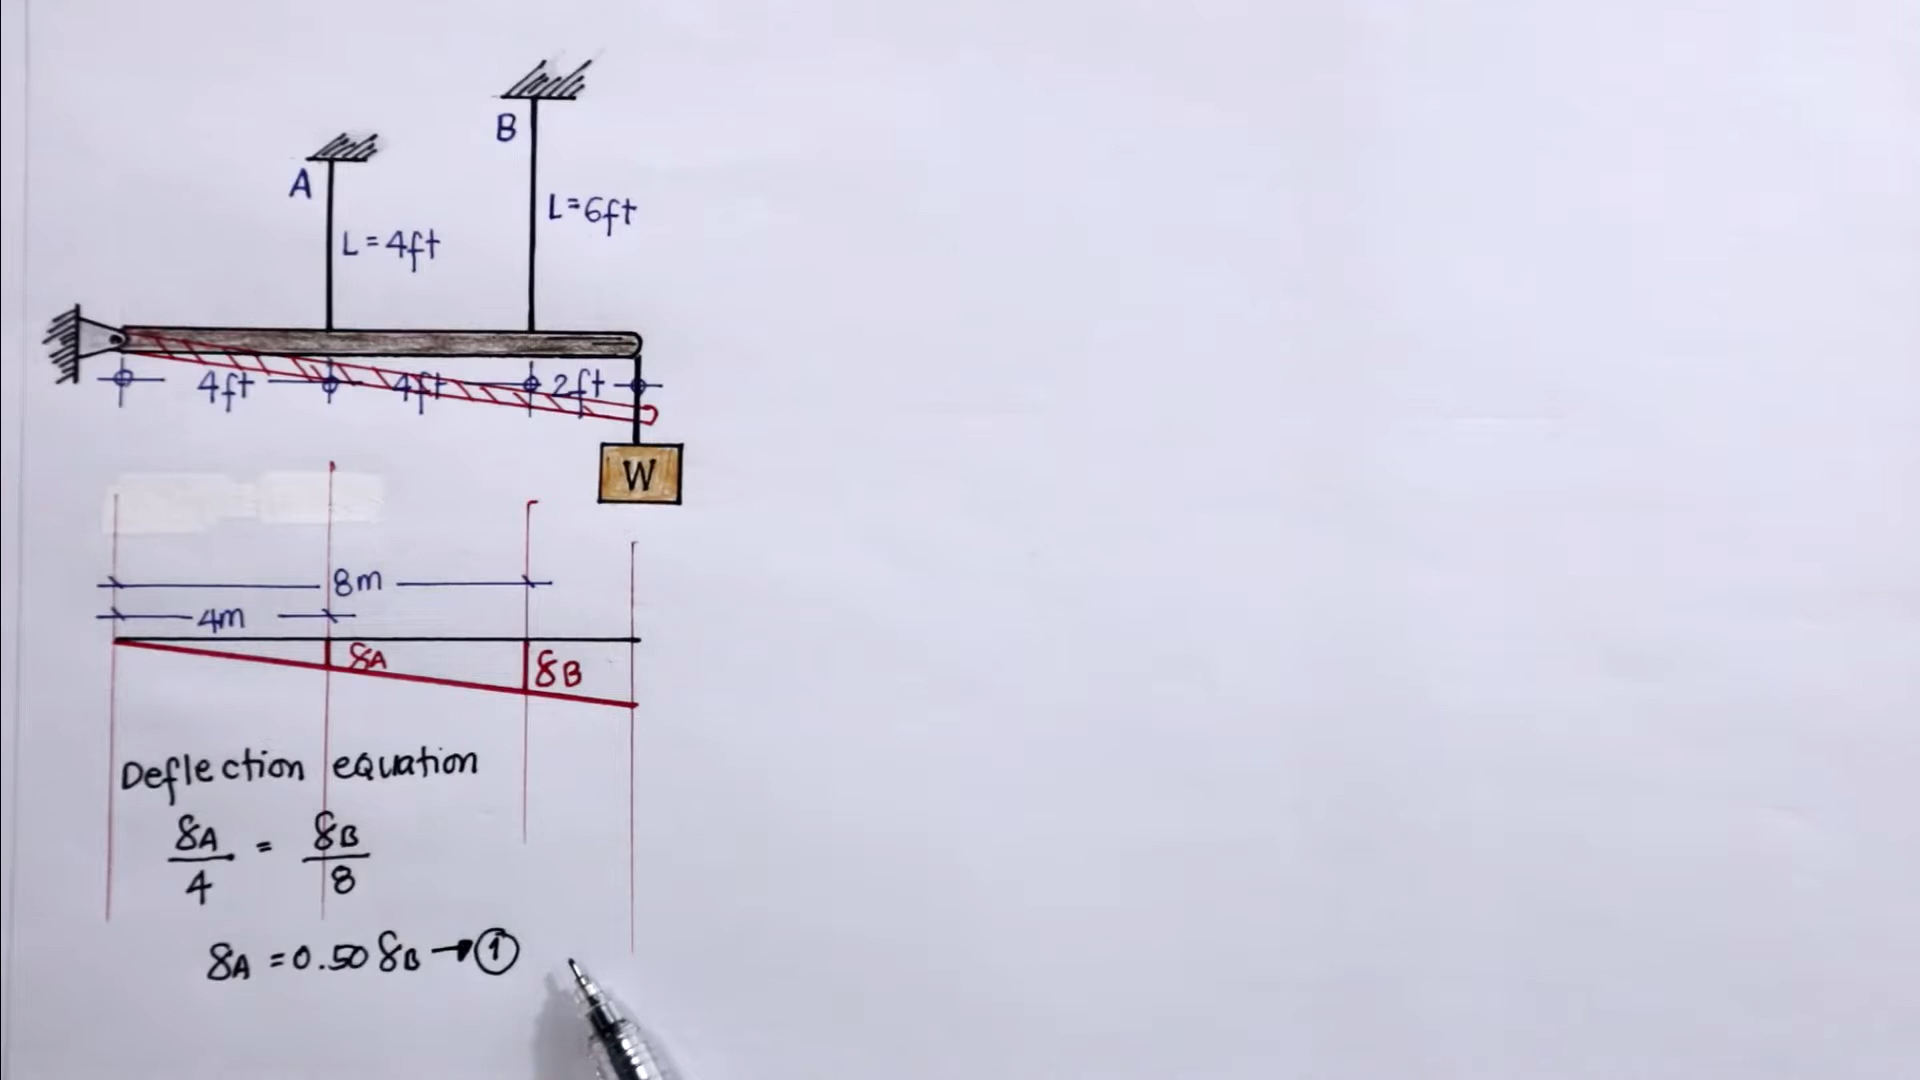 B
A
L=6ft
L=4ft
4ft 4ft 2ft
W
8m
4m
δA δB
Deflection equation
δA/4 = δB/8
δA = 0.50 δB → ①